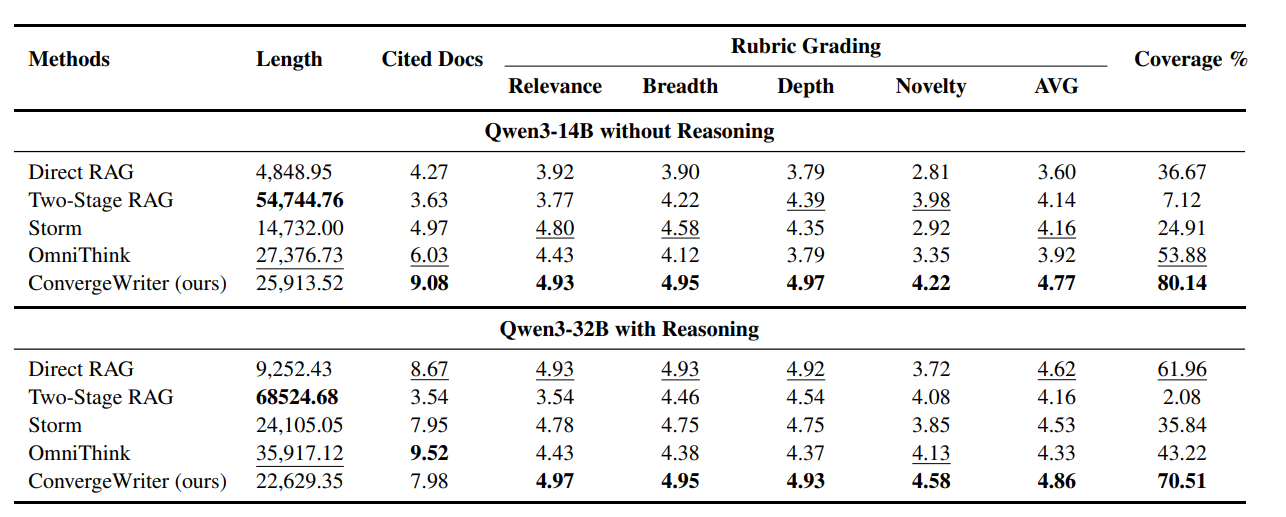 Methods Length Cited Docs Rubric Grading Coverage %
Relevance Breadth Depth Novelty AVG
Qwen3-14B without Reasoning
Direct RAG 4,848.95 4.27 3.92 3.90 3.79 2.81 3.60 36.67
Two-Stage RAG 54,744.76 3.63 3.77 4.22 4.39 3.98 4.14 7.12
Storm 14,732.00 4.97 4.80 4.58 4.35 2.92 4.16 24.91
OmniThink 27,376.73 6.03 4.43 4.12 3.79 3.35 3.92 53.88
ConvergeWriter (ours) 25,913.52 9.08 4.93 4.95 4.97 4.22 4.77 80.14
Qwen3-32B with Reasoning
Direct RAG 9,252.43 8.67 4.93 4.93 4.92 3.72 4.62 61.96
Two-Stage RAG 68524.68 3.54 3.54 4.46 4.54 4.08 4.16 2.08
Storm 24,105.05 7.95 4.78 4.75 4.75 3.85 4.53 35.84
OmniThink 35,917.12 9.52 4.43 4.38 4.37 4.13 4.33 43.22
ConvergeWriter (ours) 22,629.35 7.98 4.97 4.95 4.93 4.58 4.86 70.51